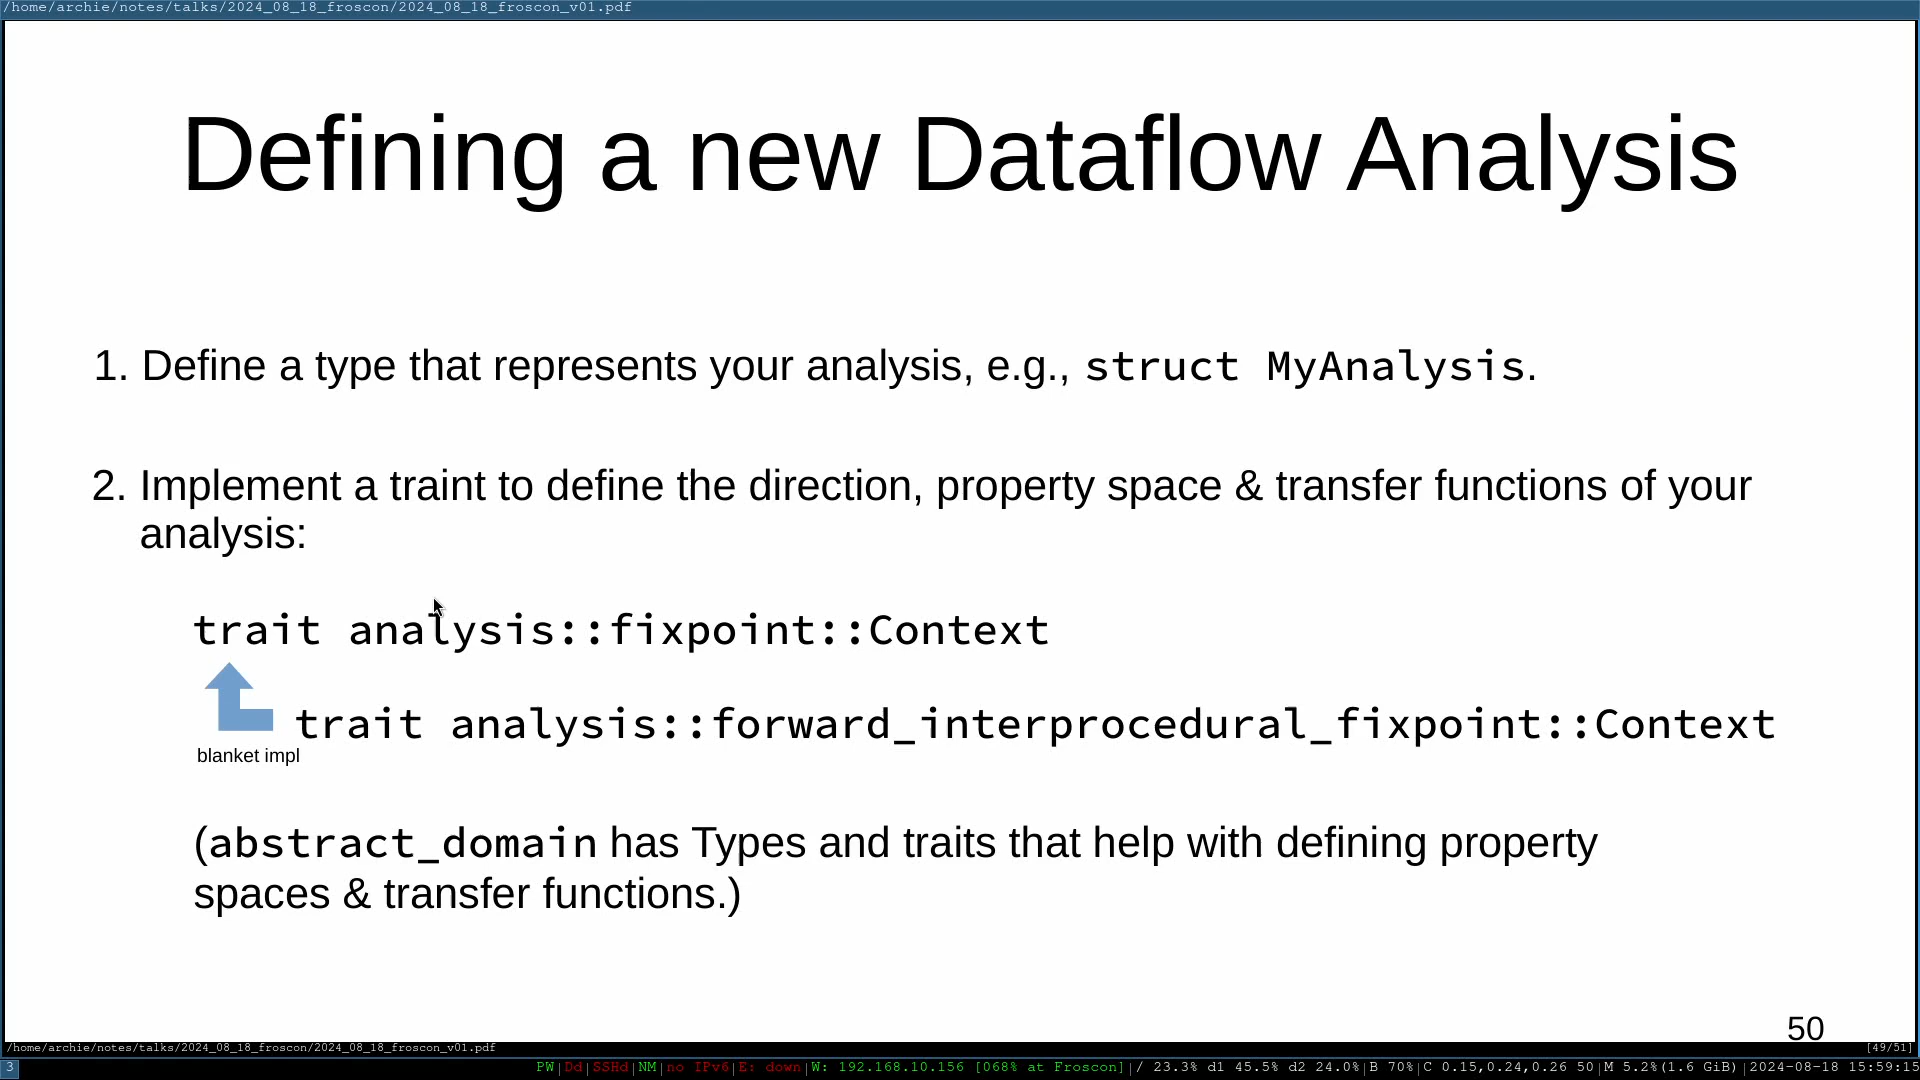 /home/archie/notes/talks/2024_08_18_froscon/2024_08_18_froscon_v01.pdf
Defining a new Dataflow Analysis
1. Define a type that represents your analysis, e.g., struct MyAnalysis.
2. Implement a traint to define the direction, property space & transfer functions of your
analysis:
trait analysis::fixpoint::Context
trait analysis::forward_interprocedural_fixpoint::Context
blanket impl
(abstract_domain has Types and traits that help with defining property
spaces & transfer functions.)
50
/home/archie/notes/talks/2024_08_18_froscon/2024_08_18_froscon_v01.pdf [49/51]
3 PW|Dd|SSHd|NM|no IPv6|E: down|W: 192.168.10.156 [068% at Froscon]|/ 23.3% d1 45.5% d2 24.0%|B 70%|C 0.15,0.24,0.26 50|M 5.2%(1.6 GiB)|2024-08-18 15:59:15